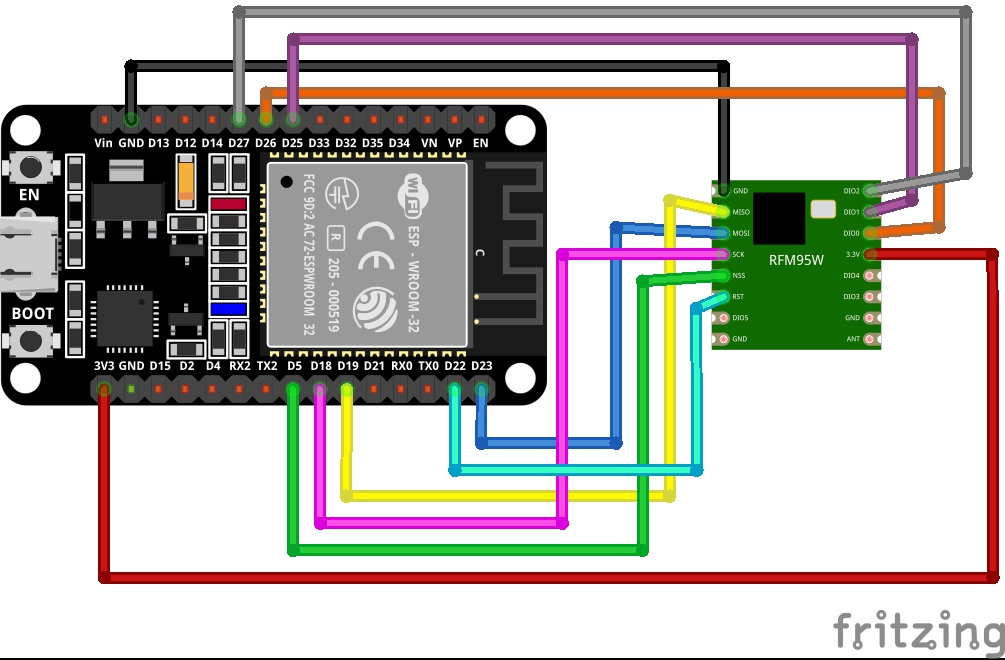 Vin GND D13 D12 D14 D27 D26 D25 D33 D32 D35 D34 VN VP EN
EN
BOOT
FCC 9D:2 AC 72-ESPWROOM 32
R
205 - 000519
CE
WI FI
ESP - WROOM -32
C
3V3 GND D15 D2 D4 RX2 TX2 D5 D18 D19 D21 RX0 TX0 D22 D23
GND DIO2
MISO DIO1
MOSI DIO0
SCK 3.3V
RFM95W
NSS DIO4
RST DIO3
DIO5 GND
GND ANT
fritzing